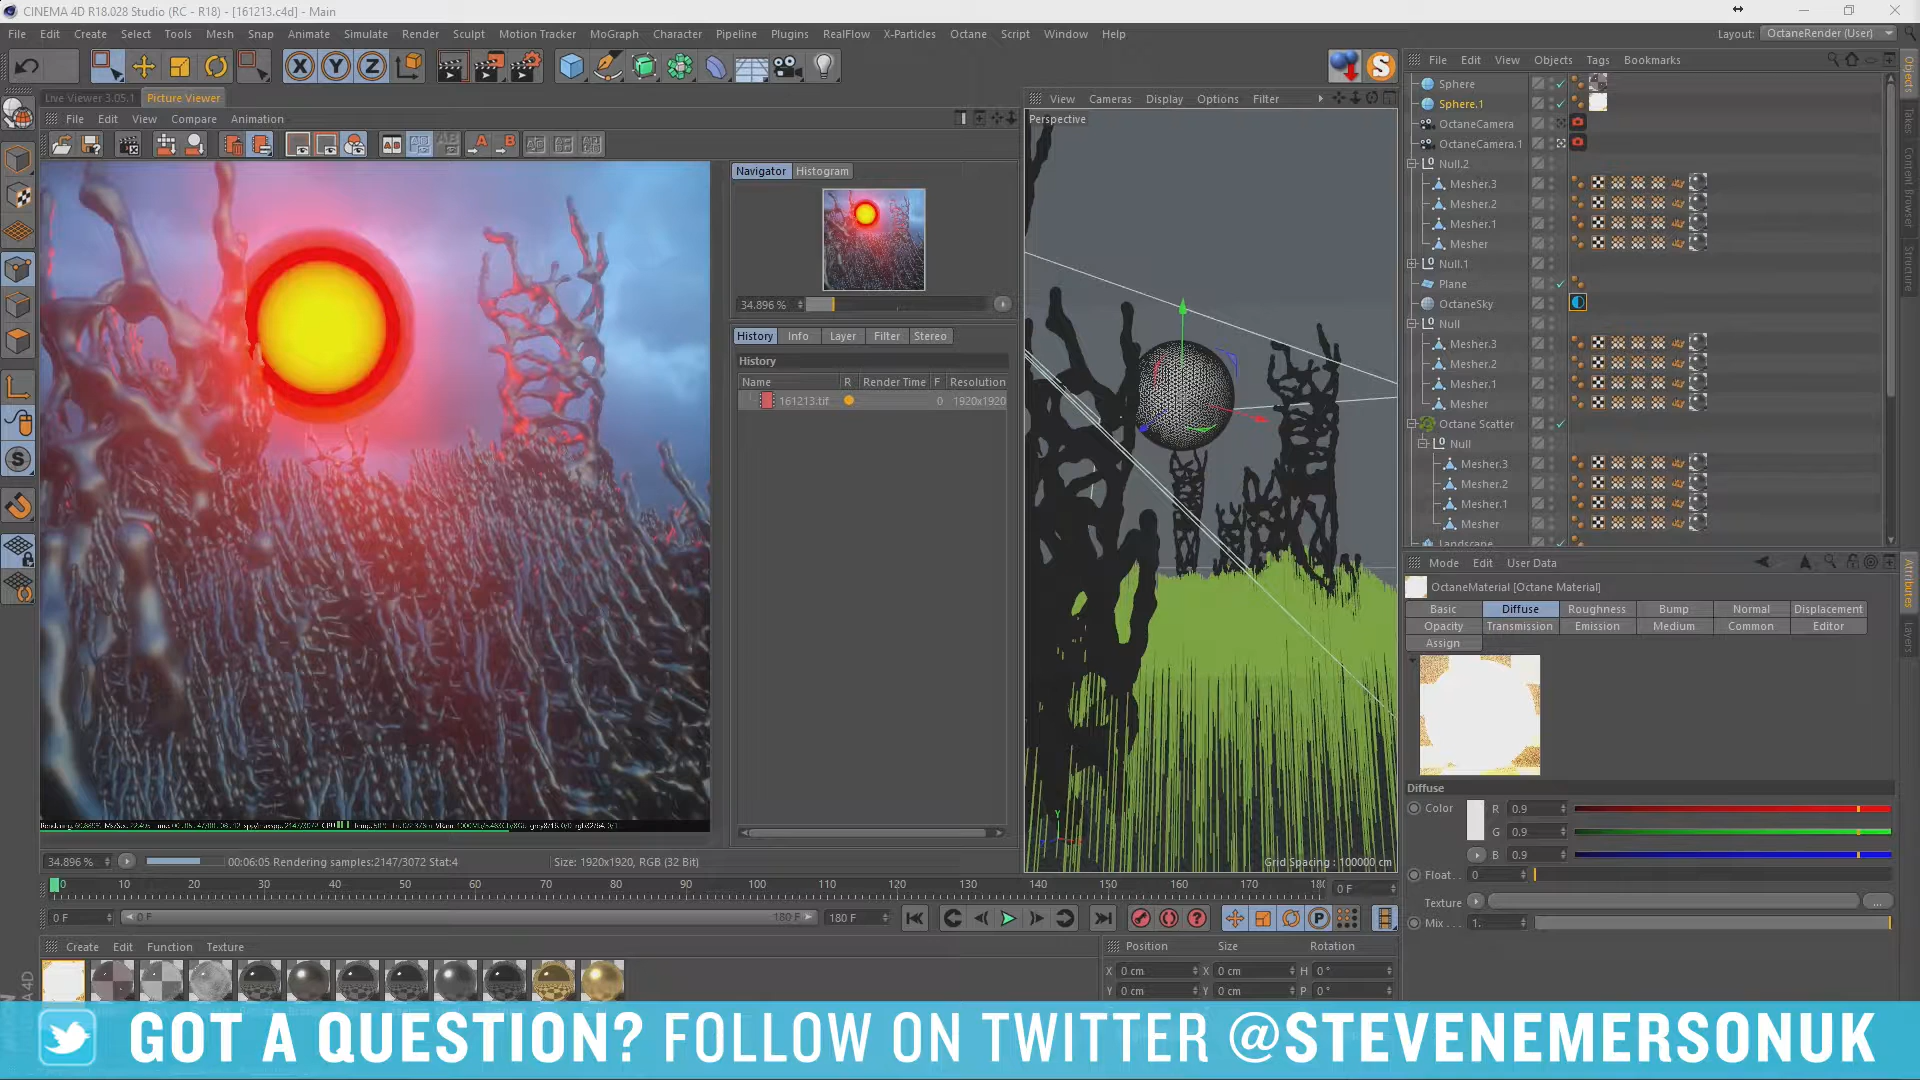 CINEMA 4D R18.028 Studio (RC - R18) - [161213.c4d] - Main
File Edit Create Select Tools Mesh Snap Animate Simulate Render Sculpt Motion Tracker MoGraph Character Pipeline Plugins RealFlow X-Particles Octane Script Window Help
Layout: OctaneRender (User)
Live Viewer 3.05.1 Picture Viewer
File Edit View Compare Animation
Navigator Histogram
34.896 %
History Info Layer Filter Stereo
History
Name R Render Time F Resolution
161213.tif 0 1920x1920
34.896 % 00:06:05 Rendering samples:2147/3072 Stat:4 Size: 1920x1920, RGB (32 Bit)
View Cameras Display Options Filter
Perspective
Y
Grid Spacing : 100000 cm
0 10 20 30 40 50 60 70 80 90 100 110 120 130 140 150 160 170 180
0 F
0 F 0 F 180 F 180 F
Create Edit Function Texture
Position Size Rotation
X 0 cm X 0 cm H 0 °
Y 0 cm Y 0 cm P 0 °
File Edit View Objects Tags Bookmarks
Sphere
Sphere.1
OctaneCamera
OctaneCamera.1
Null.2
Mesher.3
Mesher.2
Mesher.1
Mesher
Null.1
Plane
OctaneSky
Null
Mesher.3
Mesher.2
Mesher.1
Mesher
Octane Scatter
Null
Mesher.3
Mesher.2
Mesher.1
Mesher
Landscape
Mode Edit User Data
OctaneMaterial [Octane Material]
Basic Diffuse Roughness Bump Normal Displacement
Opacity Transmission Emission Medium Common Editor
Assign
Diffuse
Color R 0.9
G 0.9
B 0.9
Float . . 0
Texture ...
Mix . . . 1.
Objects
Takes
Content Browser
Structure
Attributes
Layers
GOT A QUESTION? FOLLOW ON TWITTER @STEVENEMERSONUK